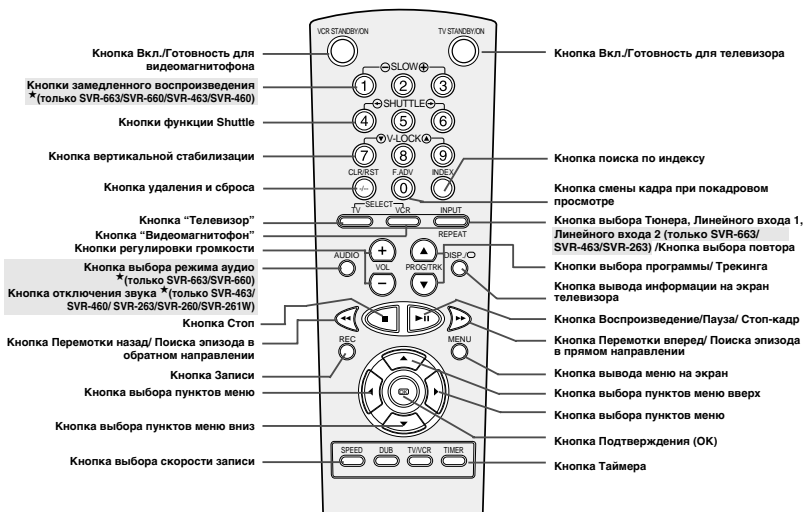 VCR STANDBY/ON
TV STANDBY/ON
Кнопка Вкл./Готовность для
видеомагнитофона
Кнопки замедленного воспроизведения
★(только SVR-663/SVR-660/SVR-463/SVR-460)
Кнопки функции Shuttle
Кнопка вертикальной стабилизации
Кнопка удаления и сброса
Кнопка “Телевизор”
Кнопка “Видеомагнитофон”
Кнопки регулировки громкости
Кнопка выбора режима аудио
★(только SVR-663/SVR-660)
Кнопка отключения звука ★(только SVR-463/
SVR-460/ SVR-263/SVR-260/SVR-261W)
Кнопка Стоп
Кнопка Перемотки назад/ Поиска эпизода в
обратном направлении
Кнопка Записи
Кнопка выбора пунктов меню
Кнопка выбора пунктов меню вниз
Кнопка выбора скорости записи
SLOW
1 2 3
SHUTTLE
4 5 6
V-LOCK
7 8 9
CLR/RST F.ADV INDEX
-/-- 0
SELECT
TV VCR INPUT
REPEAT
AUDIO + DISP./
VOL PROG/TRK
−
REC MENU
OK
SPEED DUB TV/VCR TIMER
Кнопка Вкл./Готовность для телевизора
Кнопка поиска по индексу
Кнопка смены кадра при покадровом
просмотре
Кнопка выбора Тюнера, Линейного входа 1,
Линейного входа 2 (только SVR-663/
SVR-463/SVR-263) /Кнопка выбора повтора
Кнопки выбора программы/ Трекинга
Кнопка вывода информации на экран
телевизора
Кнопка Воспроизведение/Пауза/ Стоп-кадр
Кнопка Перемотки вперед/ Поиска эпизода
в прямом направлении
Кнопка вывода меню на экран
Кнопка выбора пунктов меню вверх
Кнопка выбора пунктов меню
Кнопка Подтверждения (OK)
Кнопка Таймера